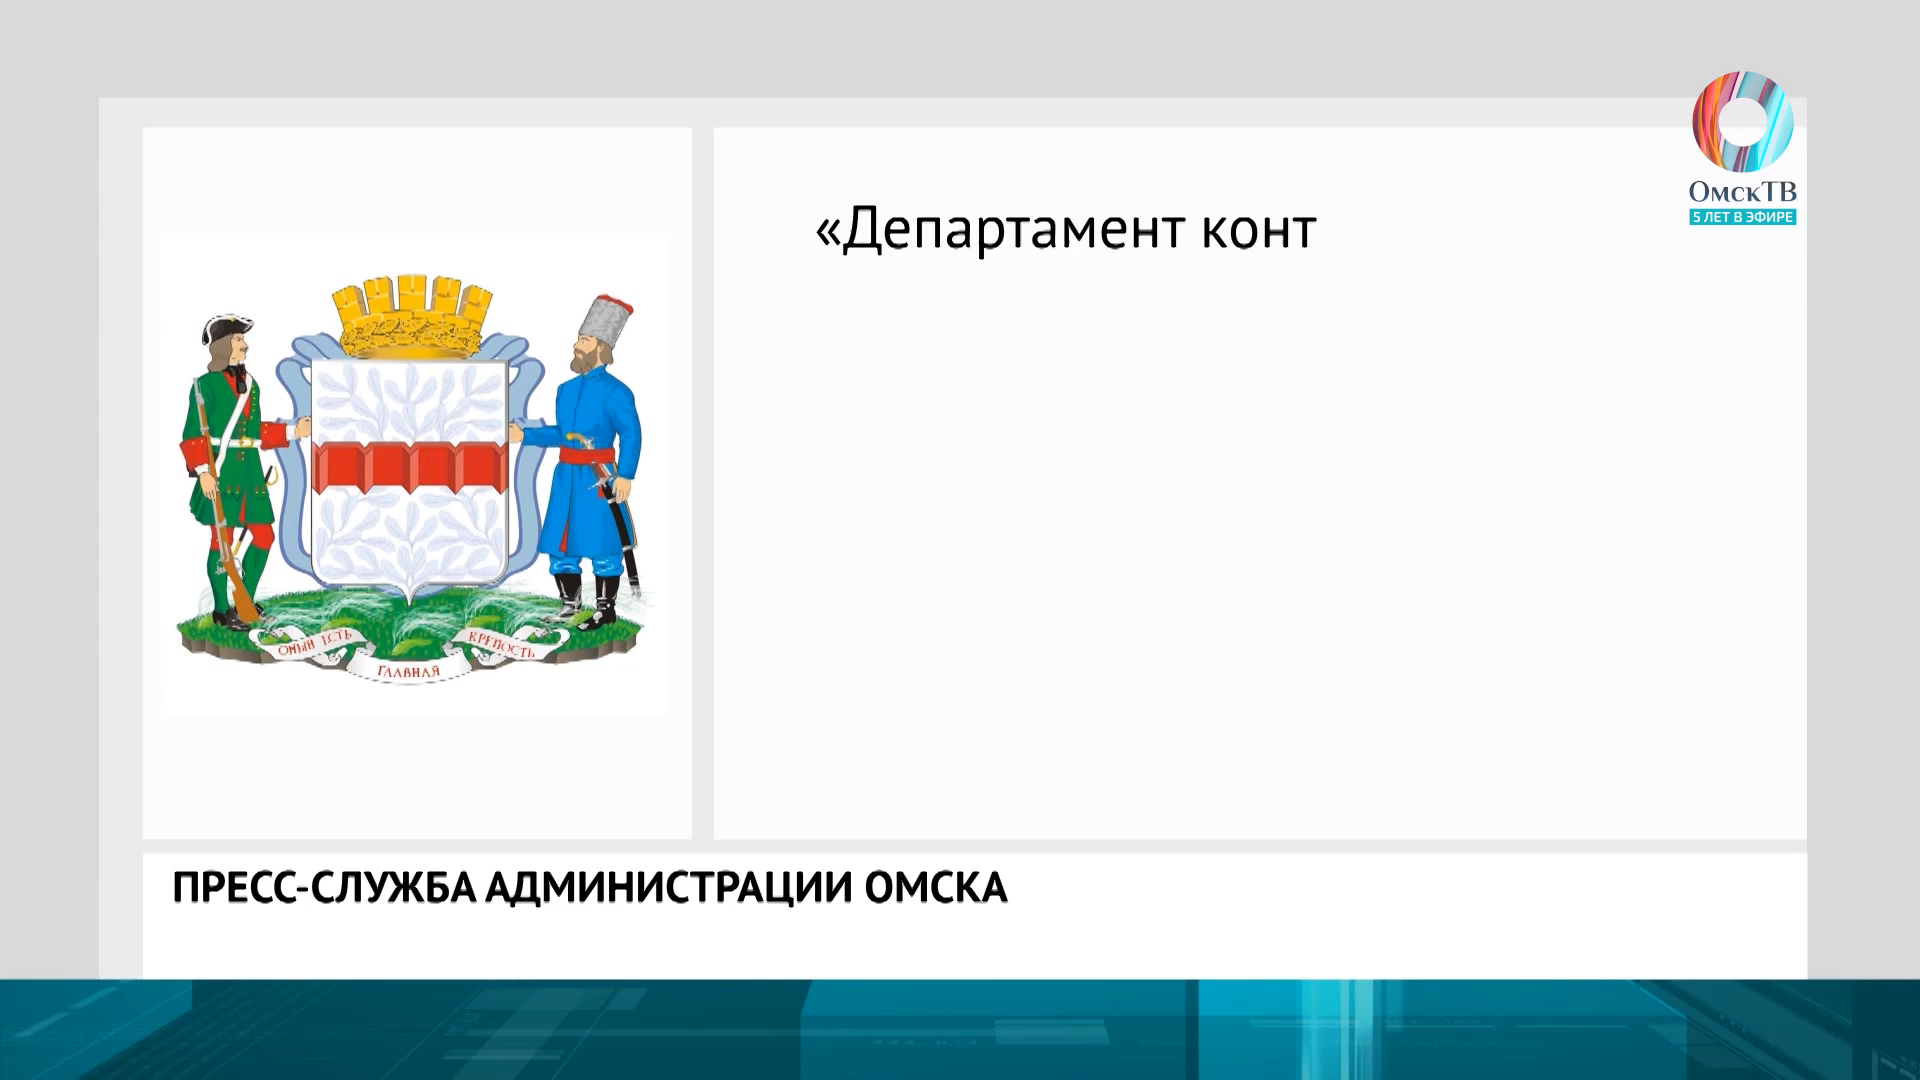 ОмскТВ
5 ЛЕТ В ЭФИРЕ
«Департамент конт
ОНЫЙ ЕСТЬ
ГЛАВНАЯ
КРЕПОСТЬ
ПРЕСС-СЛУЖБА АДМИНИСТРАЦИИ ОМСКА